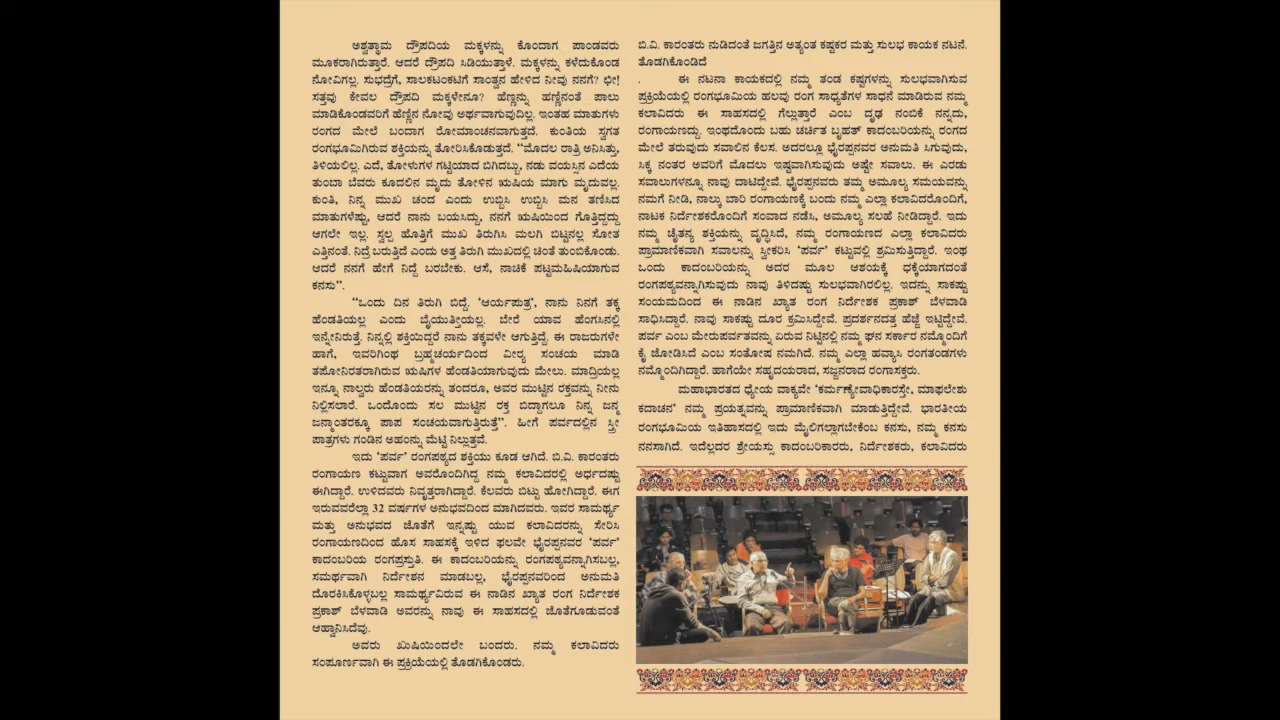 ಅಶ್ವತ್ಥಾಮ ದ್ರೌಪದಿಯ ಮಕ್ಕಳನ್ನು ಕೊಂದಾಗ ಪಾಂಡವರು
ಮೂಕರಾಗಿರುತ್ತಾರೆ. ಆದರೆ ದ್ರೌಪದಿ ಸಿಡಿಯುತ್ತಾಳೆ. ಮಕ್ಕಳನ್ನು ಕಳೆದುಕೊಂಡ
ನೋವಿಗಲ್ಲ. ಸುಭದ್ರೆಗೆ, ಸಾಲಕಟಂಕಟಿಗೆ ಸಾಂತ್ವನ ಹೇಳಿದ ನೀವು ನನಗೆ? ಛೀ!
ಸತ್ತವು ಕೇವಲ ದ್ರೌಪದಿ ಮಕ್ಕಳೇನೂ? ಹೆಣ್ಣನ್ನು ಹಣ್ಣಿನಂತೆ ಪಾಲು
ಮಾಡಿಕೊಂಡವರಿಗೆ ಹೆಣ್ಣಿನ ನೋವು ಅರ್ಥವಾಗುವುದಿಲ್ಲ. ಇಂತಹ ಮಾತುಗಳು
ರಂಗದ ಮೇಲೆ ಬಂದಾಗ ರೋಮಾಂಚನವಾಗುತ್ತದೆ. ಕುಂತಿಯ ಸ್ವಗತ
ರಂಗಭೂಮಿಗಿರುವ ಶಕ್ತಿಯನ್ನು ತೋರಿಸಿಕೊಡುತ್ತದೆ. “ಮೊದಲ ರಾತ್ರಿ ಅನಿಸಿತ್ತು,
ತಿಳಿಯಲಿಲ್ಲ. ಎದೆ, ತೋಳುಗಳ ಗಟ್ಟಿಯಾದ ಬಿಗಿದಪ್ಪು, ನಡು ವಯಸ್ಸಿನ ಎದೆಯ
ತುಂಬಾ ಬೆವರು ಕೂದಲಿನ ಮೃದು ತೋಳಿನ ಋಷಿಯ ಮಾಗು ಮೃದುವಲ್ಲ.
ಕುಂತಿ, ನಿನ್ನ ಮುಖ ಚಂದ ಎಂದು ಉಬ್ಬಿಸಿ ಉಬ್ಬಿಸಿ ಮನ ತಣಿಸಿದ
ಮಾತುಗಳೆಷ್ಟು, ಆದರೆ ನಾನು ಬಯಸಿದ್ದು, ನನಗೆ ಋಷಿಯಿಂದ ಗೊತ್ತಿದ್ದದ್ದು
ಆಗಲೇ ಇಲ್ಲ. ಸ್ವಲ್ಪ ಹೊತ್ತಿಗೆ ಮುಖ ತಿರುಗಿಸಿ ಮಲಗಿ ಬಿಟ್ಟನಲ್ಲ ಸೋತ
ಎತ್ತಿನಂತೆ. ನಿದ್ರೆ ಬರುತ್ತಿದೆ ಎಂದು ಅತ್ತ ತಿರುಗಿ ಮುಖದಲ್ಲಿ ಚಿಂತೆ ತುಂಬಿಕೊಂಡು.
ಆದರೆ ನನಗೆ ಹೇಗೆ ನಿದ್ದೆ ಬರಬೇಕು. ಆಸೆ, ನಾಚಿಕೆ ಪಟ್ಟಮಹಿಷಿಯಾಗುವ
ಕನಸು”.
“ಒಂದು ದಿನ ತಿರುಗಿ ಬಿದ್ದೆ. ‘ಆರ್ಯಪುತ್ರ’, ನಾನು ನಿನಗೆ ತಕ್ಕ
ಹೆಂಡತಿಯಲ್ಲ ಎಂದು ಬೈಯುತ್ತೀಯಲ್ಲ. ಬೇರೆ ಯಾವ ಹೆಂಗಸಿನಲ್ಲಿ
ಇನ್ನೇನಿರುತ್ತೆ. ನಿನ್ನಲ್ಲಿ ಶಕ್ತಿಯಿದ್ದರೆ ನಾನು ತಕ್ಕವಳೇ ಆಗುತ್ತಿದ್ದೆ. ಈ ರಾಜರುಗಳೇ
ಹಾಗೆ, ಇವರಿಗಿಂಥ ಬ್ರಹ್ಮಚರ್ಯದಿಂದ ವೀರ್ಯ ಸಂಚಯ ಮಾಡಿ
ತಪೋನಿರತರಾಗಿರುವ ಋಷಿಗಳ ಹೆಂಡತಿಯಾಗುವುದು ಮೇಲು. ಮಾದ್ರಿಯಲ್ಲ
ಇನ್ನೂ ನಾಲ್ವರು ಹೆಂಡತಿಯರನ್ನು ತಂದರೂ, ಅವರ ಮುಟ್ಟಿನ ರಕ್ತವನ್ನು ನೀನು
ನಿಲ್ಲಿಸಲಾರೆ. ಒಂದೊಂದು ಸಲ ಮುಟ್ಟಿನ ರಕ್ತ ಬಿದ್ದಾಗಲೂ ನಿನ್ನ ಜನ್ಮ
ಜನ್ಮಾಂತರಕ್ಕೂ ಪಾಪ ಸಂಚಯವಾಗುತ್ತಿರುತ್ತೆ”. ಹೀಗೆ ಪರ್ವದಲ್ಲಿನ ಸ್ತ್ರೀ
ಪಾತ್ರಗಳು ಗಂಡಿನ ಅಹಂನ್ನು ಮೆಟ್ಟಿ ನಿಲ್ಲುತ್ತವೆ.
ಇದು ‘ಪರ್ವ’ ರಂಗಪಠ್ಯದ ಶಕ್ತಿಯು ಕೂಡ ಆಗಿದೆ. ಬಿ.ವಿ. ಕಾರಂತರು
ರಂಗಾಯಣ ಕಟ್ಟುವಾಗ ಅವರೊಂದಿಗಿದ್ದ ನಮ್ಮ ಕಲಾವಿದರಲ್ಲಿ ಅರ್ಧದಷ್ಟು
ಈಗಿದ್ದಾರೆ. ಉಳಿದವರು ನಿವೃತ್ತರಾಗಿದ್ದಾರೆ. ಕೆಲವರು ಬಿಟ್ಟು ಹೋಗಿದ್ದಾರೆ. ಈಗ
ಇರುವವರೆಲ್ಲಾ 32 ವರ್ಷಗಳ ಅನುಭವದಿಂದ ಮಾಗಿದವರು. ಇವರ ಸಾಮರ್ಥ್ಯ
ಮತ್ತು ಅನುಭವದ ಜೊತೆಗೆ ಇನ್ನಷ್ಟು ಯುವ ಕಲಾವಿದರನ್ನು ಸೇರಿಸಿ
ರಂಗಾಯಣದಿಂದ ಹೊಸ ಸಾಹಸಕ್ಕೆ ಇಳಿದ ಫಲವೇ ಭೈರಪ್ಪನವರ ‘ಪರ್ವ’
ಕಾದಂಬರಿಯ ರಂಗಪ್ರಸ್ತುತಿ. ಈ ಕಾದಂಬರಿಯನ್ನು ರಂಗಪಠ್ಯವನ್ನಾಗಿಸಬಲ್ಲ,
ಸಮರ್ಥವಾಗಿ ನಿರ್ದೇಶನ ಮಾಡಬಲ್ಲ, ಭೈರಪ್ಪನವರಿಂದ ಅನುಮತಿ
ದೊರಕಿಸಿಕೊಳ್ಳಬಲ್ಲ ಸಾಮರ್ಥ್ಯವಿರುವ ಈ ನಾಡಿನ ಖ್ಯಾತ ರಂಗ ನಿರ್ದೇಶಕ
ಪ್ರಕಾಶ್ ಬೆಳವಾಡಿ ಅವರನ್ನು ನಾವು ಈ ಸಾಹಸದಲ್ಲಿ ಜೊತೆಗೂಡುವಂತೆ
ಆಹ್ವಾನಿಸಿದೆವು.
ಅವರು ಖುಷಿಯಿಂದಲೇ ಬಂದರು. ನಮ್ಮ ಕಲಾವಿದರು
ಸಂಪೂರ್ಣವಾಗಿ ಈ ಪ್ರಕ್ರಿಯೆಯಲ್ಲಿ ತೊಡಗಿಕೊಂಡರು.
ಬಿ.ವಿ. ಕಾರಂತರು ನುಡಿದಂತೆ ಜಗತ್ತಿನ ಅತ್ಯಂತ ಕಷ್ಟಕರ ಮತ್ತು ಸುಲಭ ಕಾಯಕ ನಟನೆ.
ತೊಡಗಿಕೊಂಡಿದೆ
. ಈ ನಟನಾ ಕಾಯಕದಲ್ಲಿ ನಮ್ಮ ತಂಡ ಕಷ್ಟಗಳನ್ನು ಸುಲಭವಾಗಿಸುವ
ಪ್ರಕ್ರಿಯೆಯಲ್ಲಿ ರಂಗಭೂಮಿಯ ಹಲವು ರಂಗ ಸಾಧ್ಯತೆಗಳ ಸಾಧನೆ ಮಾಡಿರುವ ನಮ್ಮ
ಕಲಾವಿದರು ಈ ಸಾಹಸದಲ್ಲಿ ಗೆಲ್ಲುತ್ತಾರೆ ಎಂಬ ದೃಢ ನಂಬಿಕೆ ನನ್ನದು,
ರಂಗಾಯಣದ್ದು. ಇಂಥದೊಂದು ಬಹು ಚರ್ಚಿತ ಬೃಹತ್ ಕಾದಂಬರಿಯನ್ನು ರಂಗದ
ಮೇಲೆ ತರುವುದು ಸವಾಲಿನ ಕೆಲಸ. ಅದರಲ್ಲೂ ಭೈರಪ್ಪನವರ ಅನುಮತಿ ಸಿಗುವುದು,
ಸಿಕ್ಕ ನಂತರ ಅವರಿಗೆ ಮೊದಲು ಇಷ್ಟವಾಗಿಸುವುದು ಅಷ್ಟೇ ಸವಾಲು. ಈ ಎರಡು
ಸವಾಲುಗಳನ್ನೂ ನಾವು ದಾಟಿದ್ದೇವೆ. ಭೈರಪ್ಪನವರು ತಮ್ಮ ಅಮೂಲ್ಯ ಸಮಯವನ್ನು
ನಮಗೆ ನೀಡಿ, ನಾಲ್ಕು ಬಾರಿ ರಂಗಾಯಣಕ್ಕೆ ಬಂದು ನಮ್ಮ ಎಲ್ಲಾ ಕಲಾವಿದರೊಂದಿಗೆ,
ನಾಟಕ ನಿರ್ದೇಶಕರೊಂದಿಗೆ ಸಂವಾದ ನಡೆಸಿ, ಅಮೂಲ್ಯ ಸಲಹೆ ನೀಡಿದ್ದಾರೆ. ಇದು
ನಮ್ಮ ಚೈತನ್ಯ ಶಕ್ತಿಯನ್ನು ವೃದ್ಧಿಸಿದೆ, ನಮ್ಮ ರಂಗಾಯಣದ ಎಲ್ಲಾ ಕಲಾವಿದರು
ಪ್ರಾಮಾಣಿಕವಾಗಿ ಸವಾಲನ್ನು ಸ್ವೀಕರಿಸಿ ‘ಪರ್ವ’ ಕಟ್ಟುವಲ್ಲಿ ಶ್ರಮಿಸುತ್ತಿದ್ದಾರೆ. ಇಂಥ
ಒಂದು ಕಾದಂಬರಿಯನ್ನು ಅದರ ಮೂಲ ಆಶಯಕ್ಕೆ ಧಕ್ಕೆಯಾಗದಂತೆ
ರಂಗಪಠ್ಯವನ್ನಾಗಿಸುವುದು ನಾವು ತಿಳಿದಷ್ಟು ಸುಲಭವಾಗಿರಲಿಲ್ಲ. ಇದನ್ನು ಸಾಕಷ್ಟು
ಸಂಯಮದಿಂದ ಈ ನಾಡಿನ ಖ್ಯಾತ ರಂಗ ನಿರ್ದೇಶಕ ಪ್ರಕಾಶ್ ಬೆಳವಾಡಿ
ಸಾಧಿಸಿದ್ದಾರೆ. ನಾವು ಸಾಕಷ್ಟು ದೂರ ಕ್ರಮಿಸಿದ್ದೇವೆ. ಪ್ರದರ್ಶನದತ್ತ ಹೆಜ್ಜೆ ಇಟ್ಟಿದ್ದೇವೆ.
ಪರ್ವ ಎಂಬ ಮೇರುಪರ್ವತವನ್ನು ಏರುವ ನಿಟ್ಟಿನಲ್ಲಿ ನಮ್ಮ ಘನ ಸರ್ಕಾರ ನಮ್ಮೊಂದಿಗೆ
ಕೈ ಜೋಡಿಸಿದೆ ಎಂಬ ಸಂತೋಷ ನಮಗಿದೆ. ನಮ್ಮ ಎಲ್ಲಾ ಹವ್ಯಾಸಿ ರಂಗತಂಡಗಳು
ನಮ್ಮೊಂದಿಗಿದ್ದಾರೆ. ಹಾಗೆಯೇ ಸಹೃದಯರಾದ, ಸಜ್ಜನರಾದ ರಂಗಾಸಕ್ತರು.
ಮಹಾಭಾರತದ ಧ್ಯೇಯ ವಾಕ್ಯವೇ ‘ಕರ್ಮಣ್ಯೇವಾಧಿಕಾರಸ್ತೇ, ಮಾಫಲೇಶು
ಕದಾಚನ’ ನಮ್ಮ ಪ್ರಯತ್ನವನ್ನು ಪ್ರಾಮಾಣಿಕವಾಗಿ ಮಾಡುತ್ತಿದ್ದೇವೆ. ಭಾರತೀಯ
ರಂಗಭೂಮಿಯ ಇತಿಹಾಸದಲ್ಲಿ ಇದು ಮೈಲಿಗಲ್ಲಾಗಬೇಕೆಂಬ ಕನಸು, ನಮ್ಮ ಕನಸು
ನನಸಾಗಿದೆ. ಇದೆಲ್ಲದರ ಶ್ರೇಯಸ್ಸು ಕಾದಂಬರಿಕಾರರು, ನಿರ್ದೇಶಕರು, ಕಲಾವಿದರು